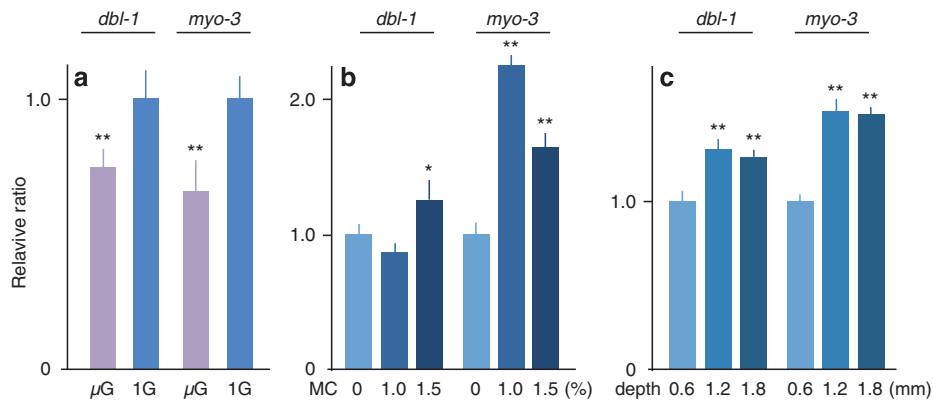 dbl-1 myo-3 dbl-1 myo-3 dbl-1 myo-3
a b c
Relavive ratio
1.0
0
** **
µG 1G µG 1G
2.0
1.0
0
* ** **
MC 0 1.0 1.5 0 1.0 1.5 (%)
1.0
0
** ** ** **
depth 0.6 1.2 1.8 0.6 1.2 1.8 (mm)